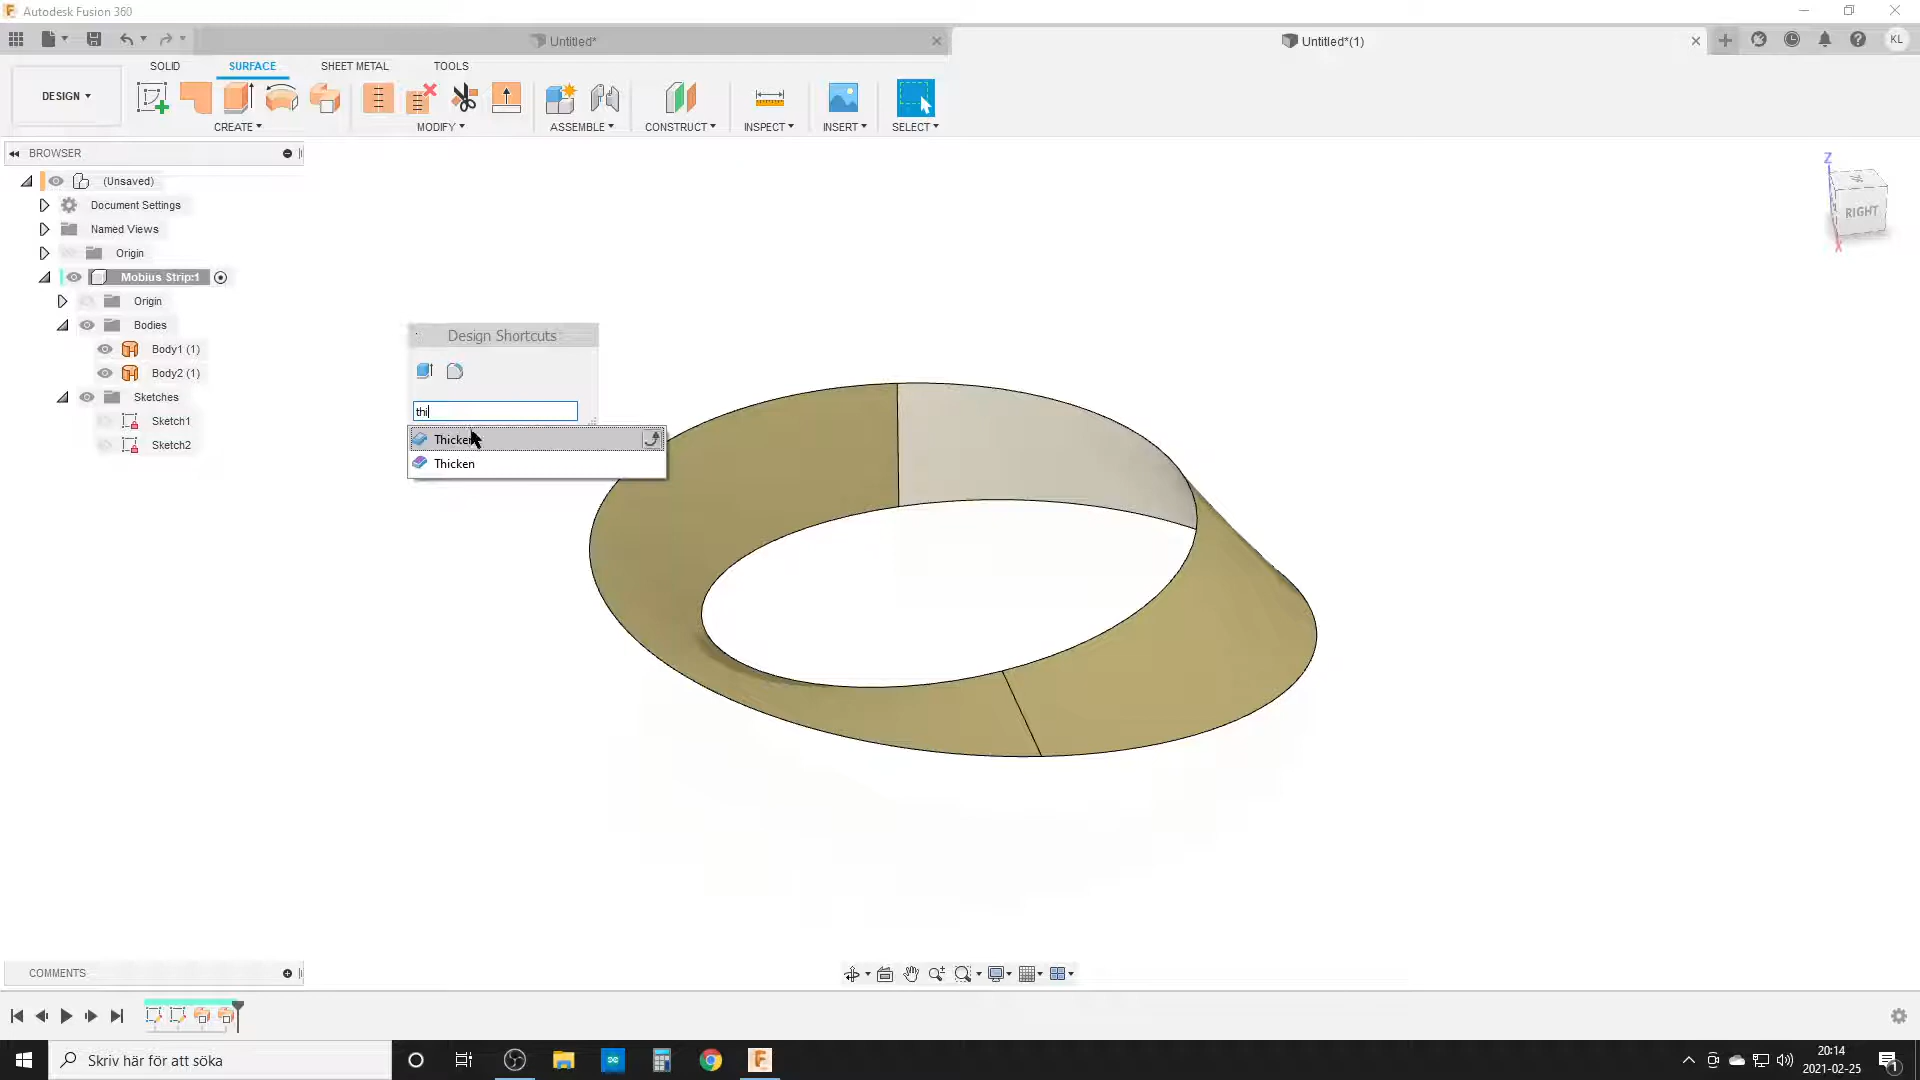 Autodesk Fusion 360
Untitled*
Untitled*(1)
KL
SOLID
SURFACE
SHEET METAL
TOOLS
DESIGN
CREATE
MODIFY
ASSEMBLE
CONSTRUCT
INSPECT
INSERT
SELECT
BROWSER
(Unsaved)
Document Settings
Named Views
Origin
Mobius Strip:1
Origin
Bodies
Body1 (1)
Body2 (1)
Sketches
Sketch1
Sketch2
Design Shortcuts
thi
Thicken
Thicken
Z
RIGHT
X
COMMENTS
Skriv här för att söka
20:14
2021-02-25
1